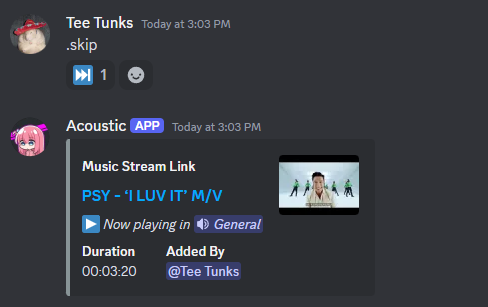 Tee Tunks Today at 3:03 PM
.skip
1
Acoustic APP Today at 3:03 PM
Music Stream Link
PSY - ‘I LUV IT’ M/V
Now playing in General
Duration Added By
00:03:20 @Tee Tunks